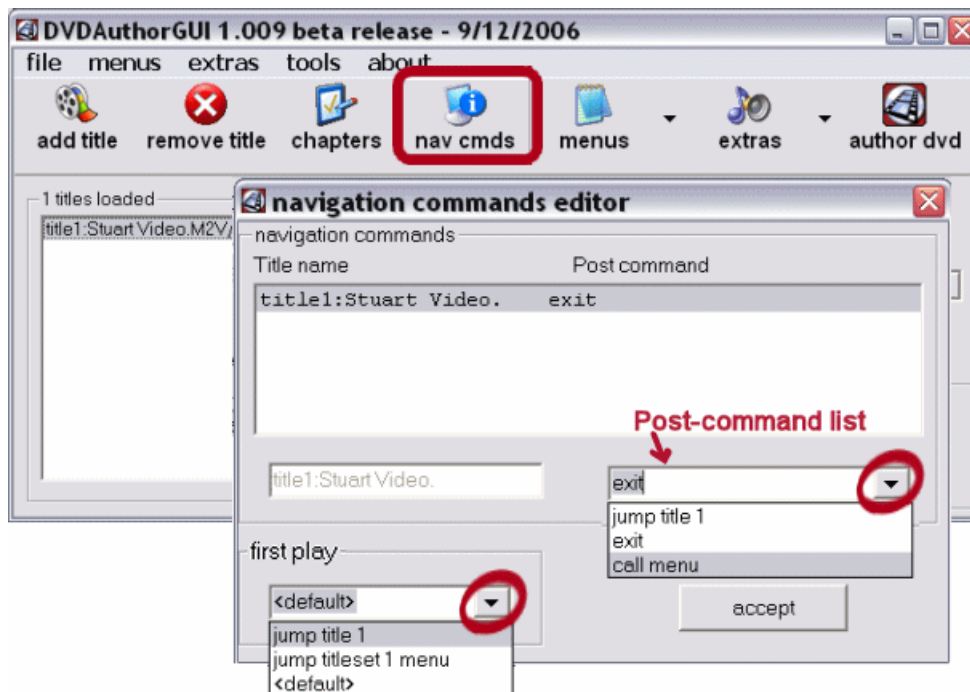 DVDAuthorGUI 1.009 beta release - 9/12/2006
file menus extras tools about
add title remove title chapters nav cmds menus extras author dvd
1 titles loaded
title1:Stuart Video.M2V/
navigation commands editor
navigation commands
Title name Post command
title1:Stuart Video. exit
Post-command list
title1:Stuart Video.
exit
jump title 1
exit
call menu
first play
<default>
accept
jump title 1
jump titleset 1 menu
<default>